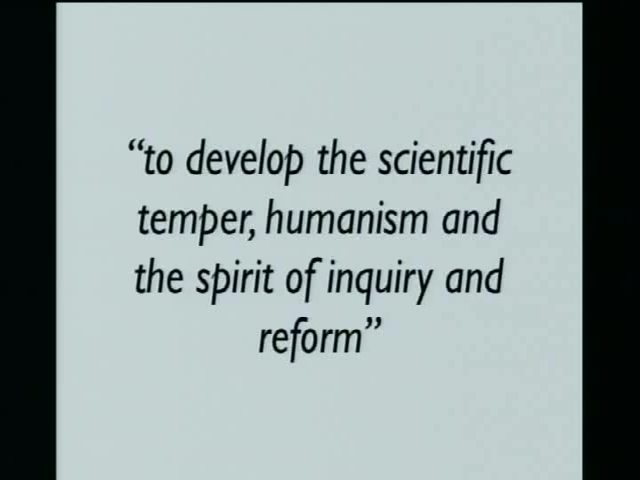 “to develop the scientific
temper, humanism and
the spirit of inquiry and
reform”